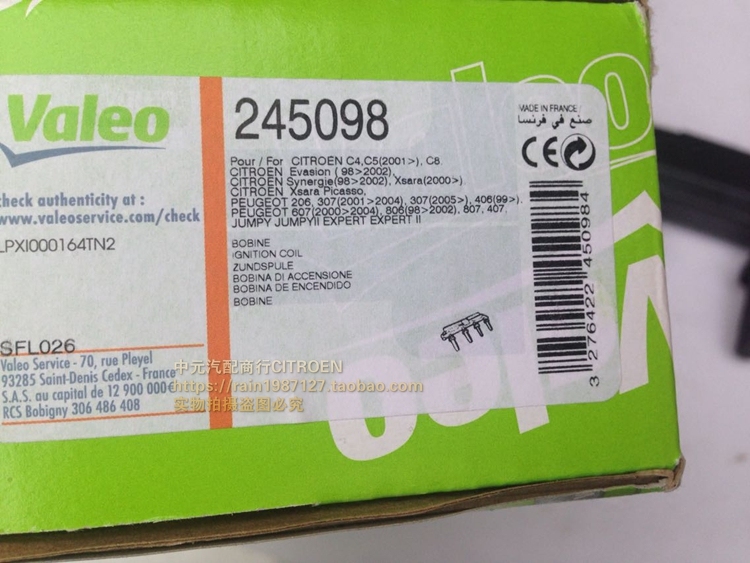 Valeo
check authenticity at :
www.valeoservice.com/check
LPXI000164TN2
SFL026
Valeo Service - 70, rue Pleyel
93285 Saint-Denis Cedex - France
S.A.S. au capital de 12 900 000 €
RCS Bobigny 306 486 408
245098
Pour / For CITROEN C4,C5(2001>), C8
CITROEN Evasion ( 98>2002),
CITROEN Synergie(98>2002), Xsara(2000>)
CITROEN Xsara Picasso,
PEUGEOT 206, 307(2001>2004), 307(2005>), 406(99>),
PEUGEOT 607(2000>2004), 806(98>2002), 807, 407,
JUMPY JUMPYII EXPERT EXPERT II
BOBINE
IGNITION COIL
ZUNDSPULE
BOBINA DI ACCENSIONE
BOBINA DE ENCENDIDO
BOBINE
MADE IN FRANCE /
صنع في فرنسا
CE
3 276422 450984
Valeo
中元汽配商行CITROEN
https://rain1987127.taobao.com
实物拍摄盗图必究